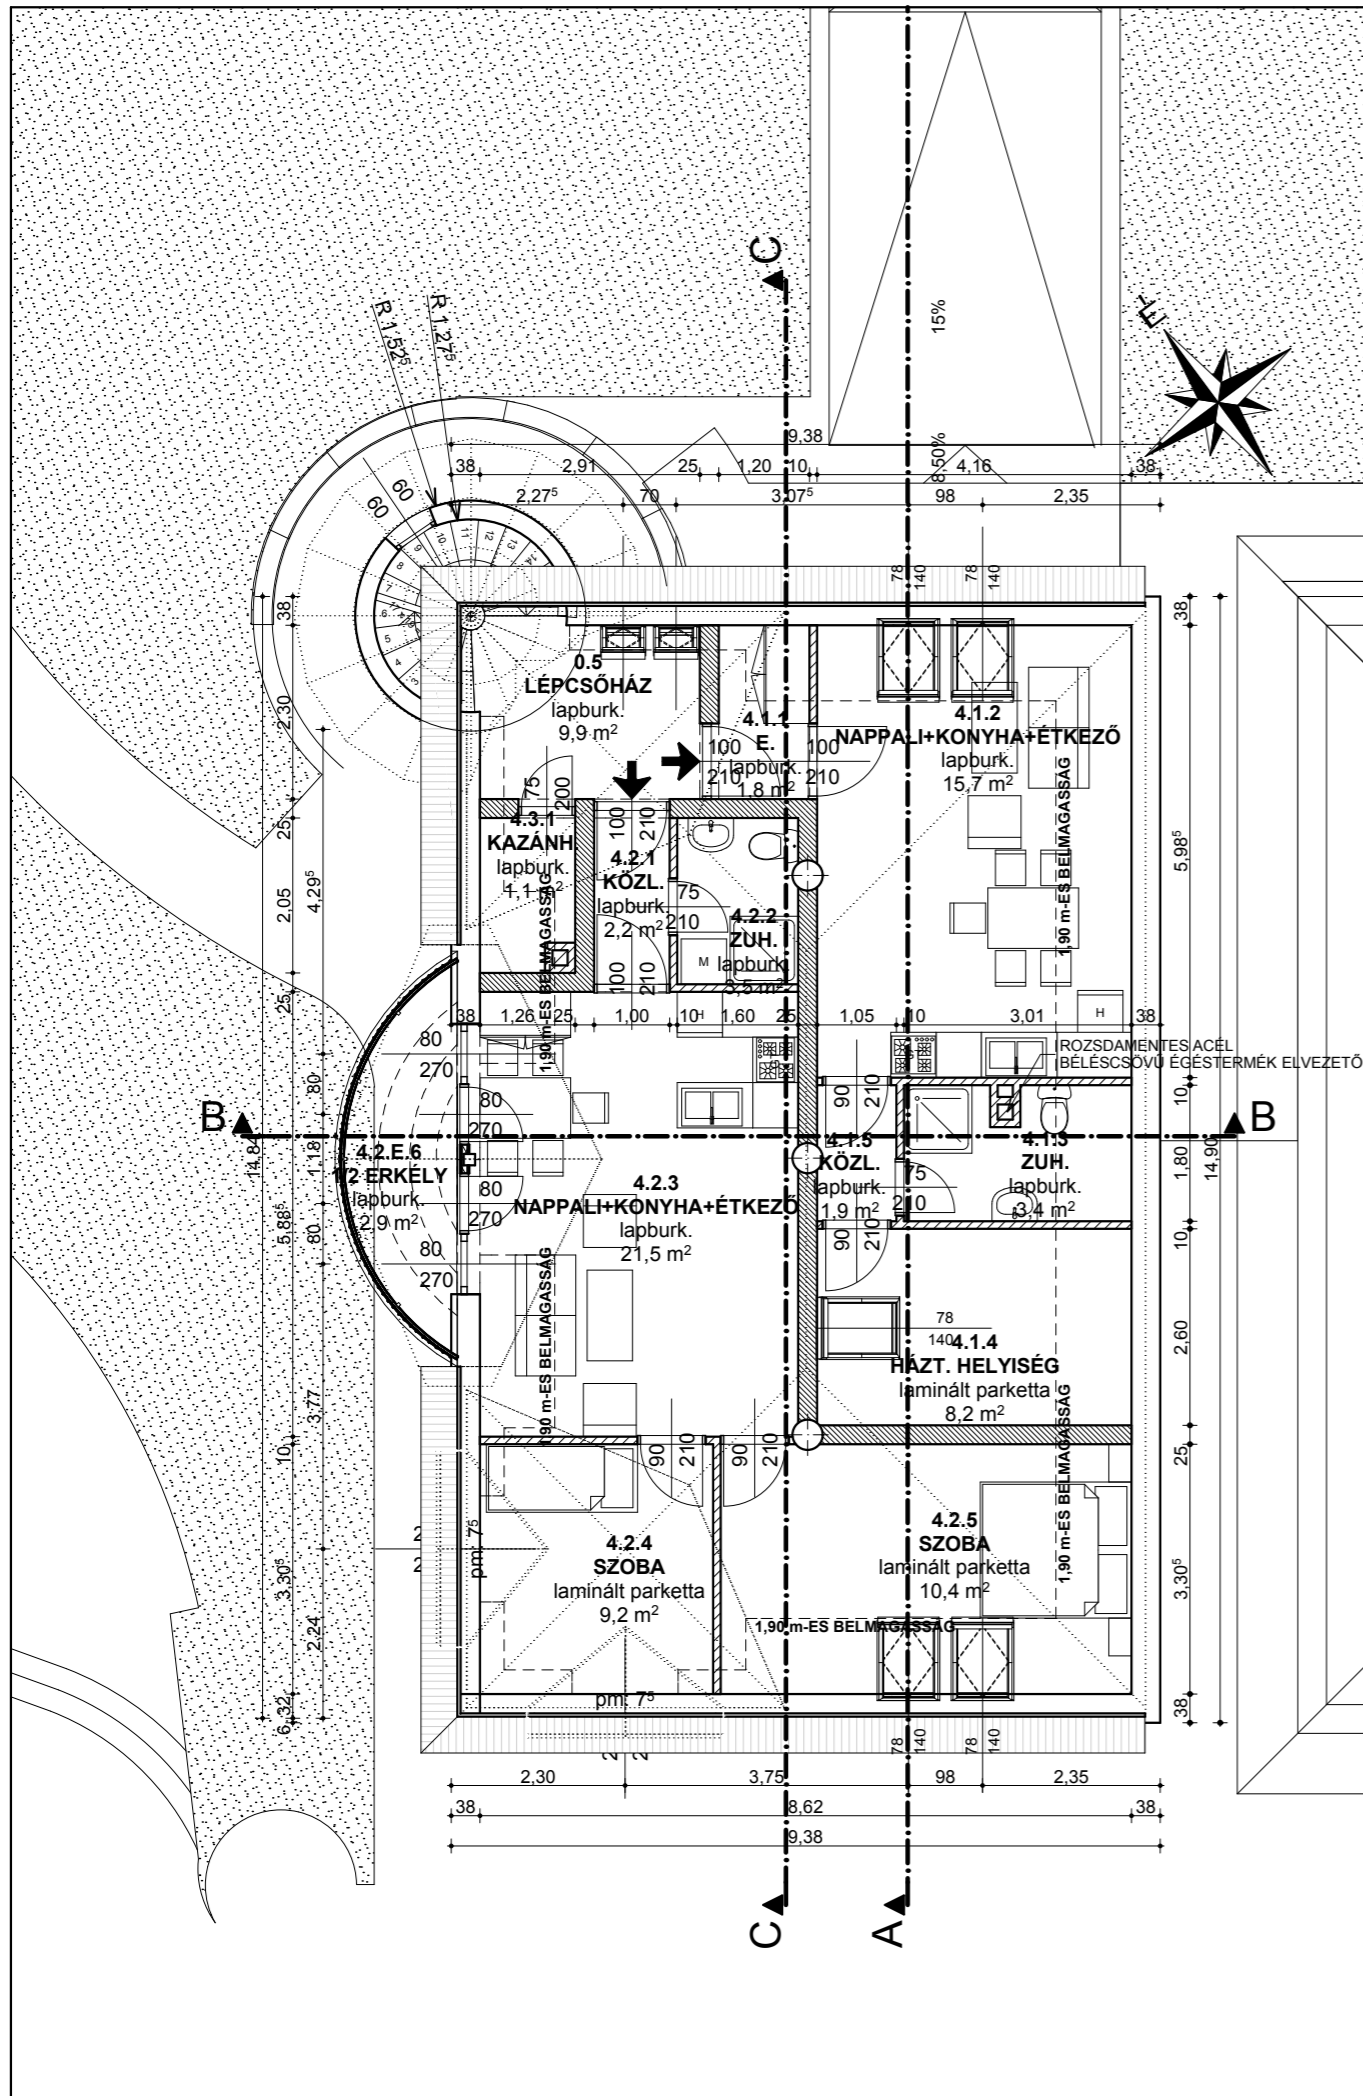 C
15%
8,50%
É
R 1,52⁵
R 1,27⁵
9,38
38
2,91
25
1,20
10
4,16
38
2,27⁵
70
3,07⁵
98
2,35
60
60
78
140
78
140
0.5
LÉPCSŐHÁZ
lapburk.
9,9 m²
4.1.1
E.
lapburk.
1,8 m²
100
210
100
210
4.1.2
NAPPALI+KONYHA+ÉTKEZŐ
lapburk.
15,7 m²
1,90 m-ES BELMAGASSÁG
75
200
4.3.1
KAZÁNH.
lapburk.
1,1 m²
100
210
4.2.1
KÖZL.
lapburk.
2,2 m²
75
210
4.2.2
ZUH.
lapburk.
3,5 m²
M
100
210
1,90 m-ES BELMAGASSÁG
38
1,26
25
1,00
10
1,60
25
1,05
10
3,01
38
H
H
ROZSDAMENTES ACÉL
BÉLÉSCSÖVŰ ÉGÉSTERMÉK ELVEZETŐ
80
270
80
270
80
270
80
270
B
B
4.2.E.6
1/2 ERKÉLY
lapburk.
2,9 m²
4.2.3
NAPPALI+KONYHA+ÉTKEZŐ
lapburk.
21,5 m²
90
210
4.1.5
KÖZL.
lapburk.
1,9 m²
75
210
4.1.3
ZUH.
lapburk.
3,4 m²
90
210
78
140
4.1.4
HÁZT. HELYISÉG
laminált parketta
8,2 m²
1,90 m-ES BELMAGASSÁG
1,90 m-ES BELMAGASSÁG
90
210
90
210
4.2.4
SZOBA
laminált parketta
9,2 m²
4.2.5
SZOBA
laminált parketta
10,4 m²
1,90 m-ES BELMAGASSÁG
pm: 7⁵
pm: 7⁵
78
140
78
140
38
2,30
25
2,05
25
5,88⁵
10
3,30⁵
6,32
4,29⁵
80
1,18
80
3,77
2,24
14,84
38
5,98⁵
10
1,80
10
2,60
25
3,30⁵
38
14,90
2,30
3,75
98
2,35
38
8,62
38
9,38
C
A